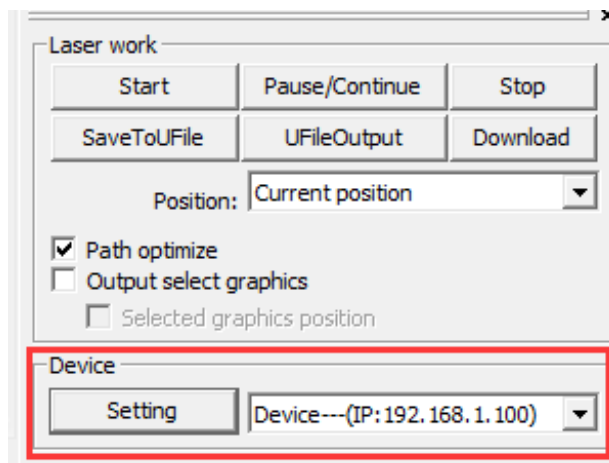 Laser work
Start Pause/Continue Stop
SaveToUFile UFileOutput Download
Position: Current position
Path optimize
Output select graphics
Selected graphics position
Device
Setting Device---(IP:192.168.1.100)